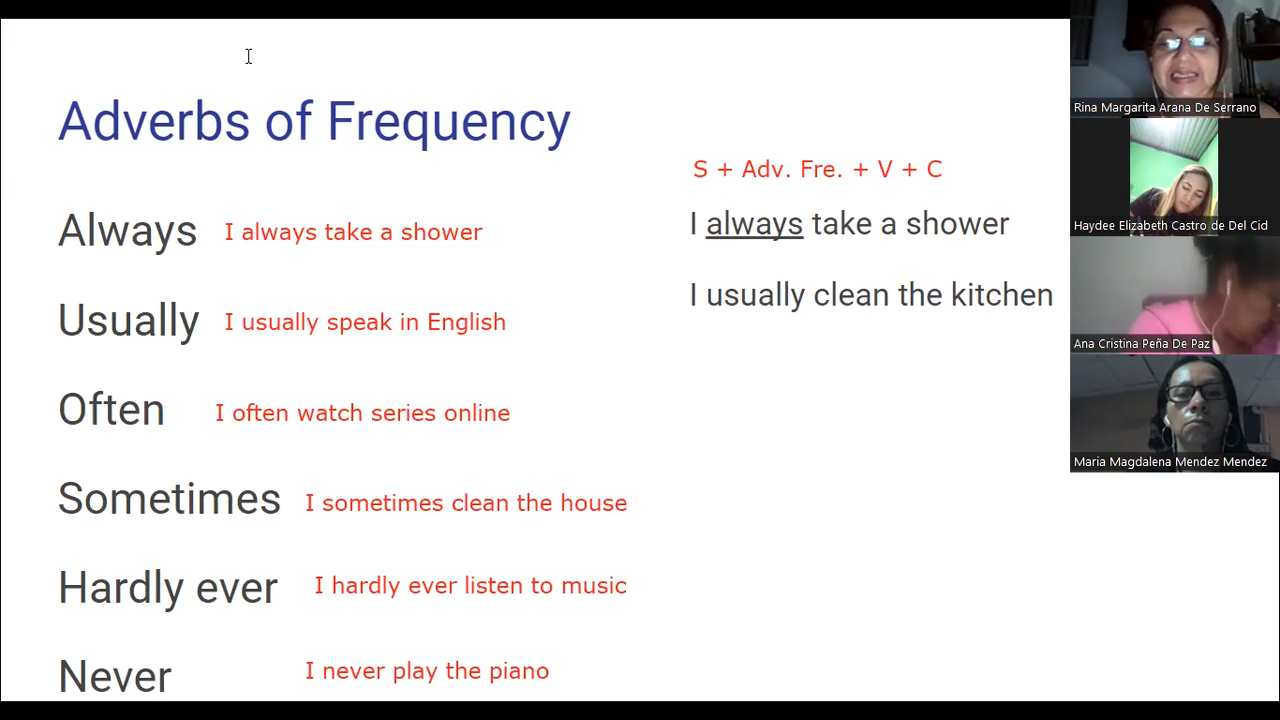 Adverbs of Frequency
Always I always take a shower
Usually I usually speak in English
Often I often watch series online
Sometimes I sometimes clean the house
Hardly ever I hardly ever listen to music
Never I never play the piano
S + Adv. Fre. + V + C
I always take a shower
I usually clean the kitchen
Rina Margarita Arana De Serrano
Haydee Elizabeth Castro de Del Cid
Ana Cristina Peña De Paz
Maria Magdalena Mendez Mendez